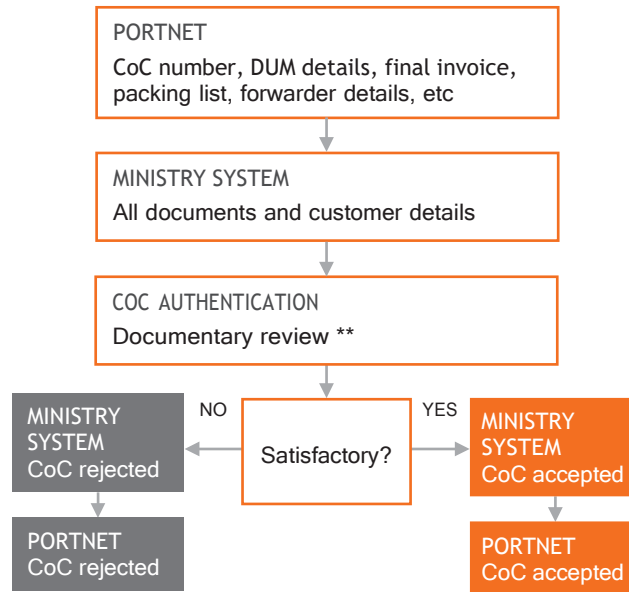 PORTNET
CoC number, DUM details, final invoice,
packing list, forwarder details, etc
MINISTRY SYSTEM
All documents and customer details
COC AUTHENTICATION
Documentary review **
NO
YES
MINISTRY
SYSTEM
CoC rejected
Satisfactory?
MINISTRY
SYSTEM
CoC accepted
PORTNET
CoC rejected
PORTNET
CoC accepted